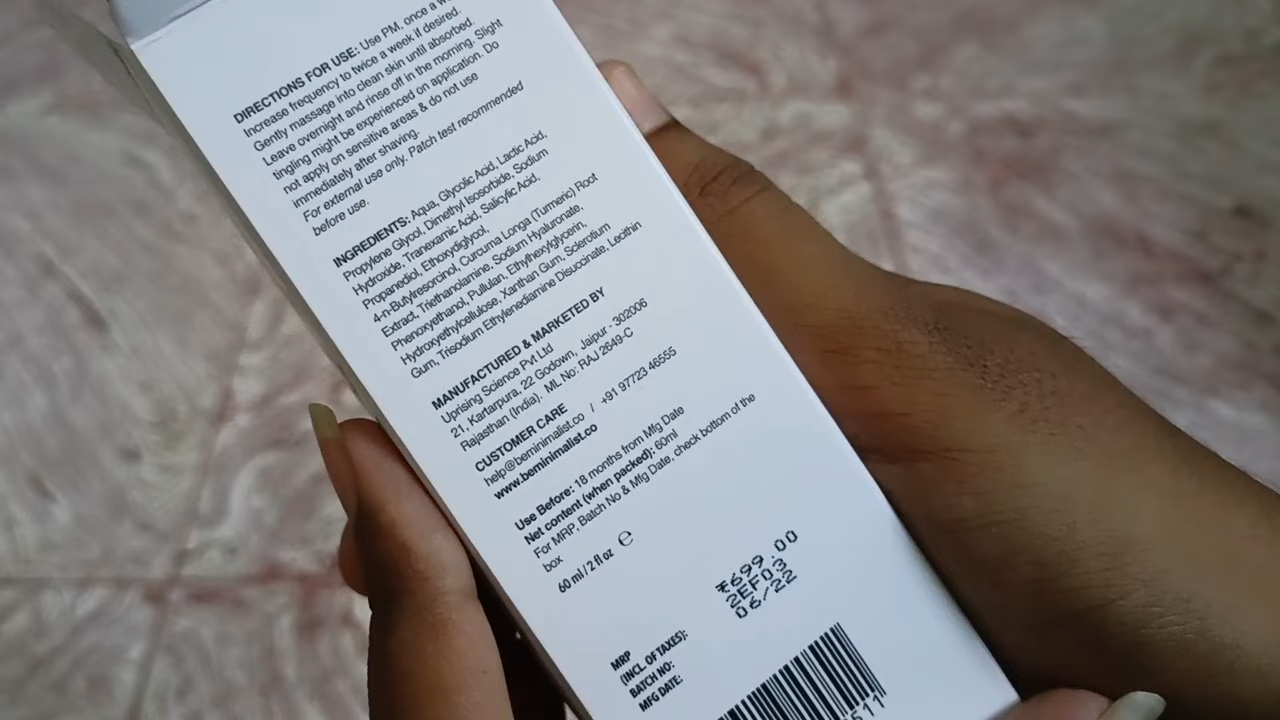 DIRECTIONS FOR USE: Use PM, once a
Increase frequency to twice a week if desired.
Gently massage into clean skin until absorbed.
Leave overnight and rinse off in the morning. Slight
tingling might be experienced on application. Do
not apply on sensitive areas & do not use
immediately after shaving.
For external use only. Patch test recommended
before use.
INGREDIENTS: Aqua, Glycolic Acid, Lactic Acid,
Propylene Glycol, Dimethyl Isosorbide, Sodium
Hydroxide, Tranexamic Acid, Salicylic Acid,
Propanediol, Ethoxydiglycol,
4-n-Butylresorcinol, Curcuma Longa (Turmeric) Root
Extract, Triethanolamine, Sodium Hyaluronate,
Phenoxyethanol, Pullulan, Ethylhexylglycerin,
Hydroxyethylcellulose, Xanthan Gum, Sclerotium
Gum, Trisodium Ethylenediamine Disuccinate, Lecithin
MANUFACTURED & MARKETED BY
Uprising Science Pvt Ltd
21, Kartarpura, 22 Godown, Jaipur - 302006
Rajasthan (India). ML No: RAJ 2649-C
CUSTOMER CARE
help@beminimalist.co / +91 97723 46555
www.beminimalist.co
Use Before: 18 months from Mfg Date
Net content (when packed): 60ml
For MRP, Batch No & Mfg Date, check bottom of the
box
60 ml / 2 fl oz ℮
₹699.00
2EF03
06/22
MRP
(INCL. OF TAXES):
BATCH NO:
MFG DATE:
511